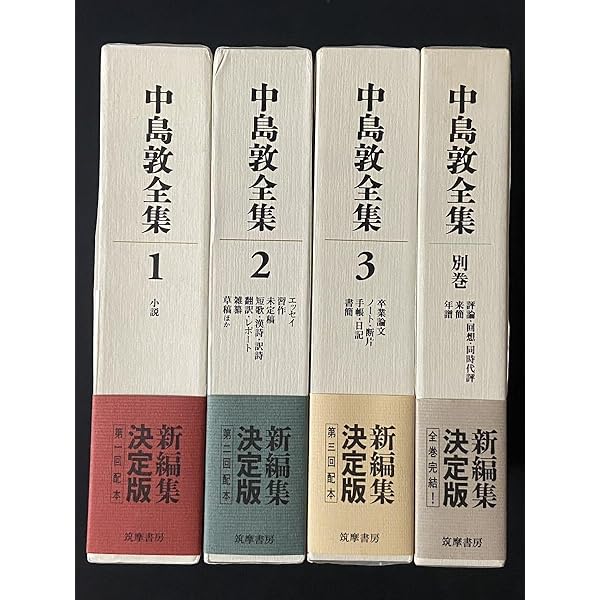 中島敦全集
1
小説
新編集
決定版
第一回配本
筑摩書房
中島敦全集
2
エッセイ
習作
未定稿
短歌・漢詩・訳詩
翻訳・レポート
雑纂
草稿ほか
新編集
決定版
第二回配本
筑摩書房
中島敦全集
3
卒業論文
ノート・断片
手帳・日記
書簡
新編集
決定版
第三回配本
筑摩書房
中島敦全集
別巻
評論・回想・同時代評
来簡
年譜
新編集
決定版
全巻完結!
筑摩書房